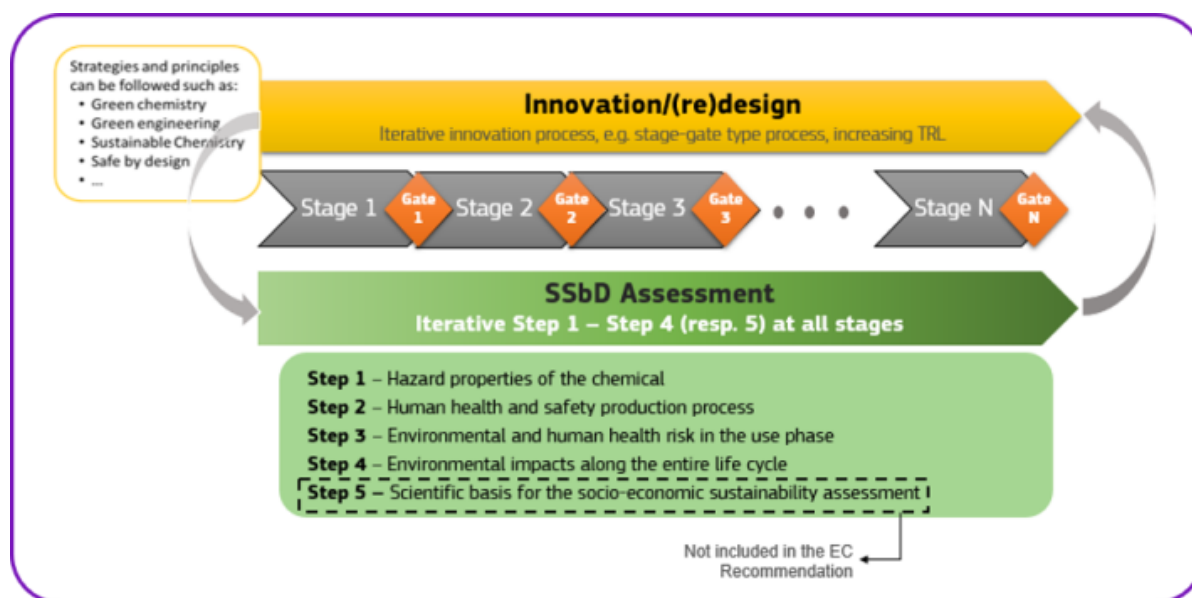 Strategies and principles
can be followed such as:
• Green chemistry
• Green engineering
• Sustainable Chemistry
• Safe by design
• ...
Innovation/(re)design
Iterative innovation process, e.g. stage-gate type process, increasing TRL
Stage 1
Gate
1
Stage 2
Gate
2
Stage 3
Gate
3
• • •
Stage N
Gate
N
SSbD Assessment
Iterative Step 1 – Step 4 (resp. 5) at all stages
Step 1 – Hazard properties of the chemical
Step 2 – Human health and safety production process
Step 3 – Environmental and human health risk in the use phase
Step 4 – Environmental impacts along the entire life cycle
Step 5 – Scientific basis for the socio-economic sustainability assessment
Not included in the EC
Recommendation